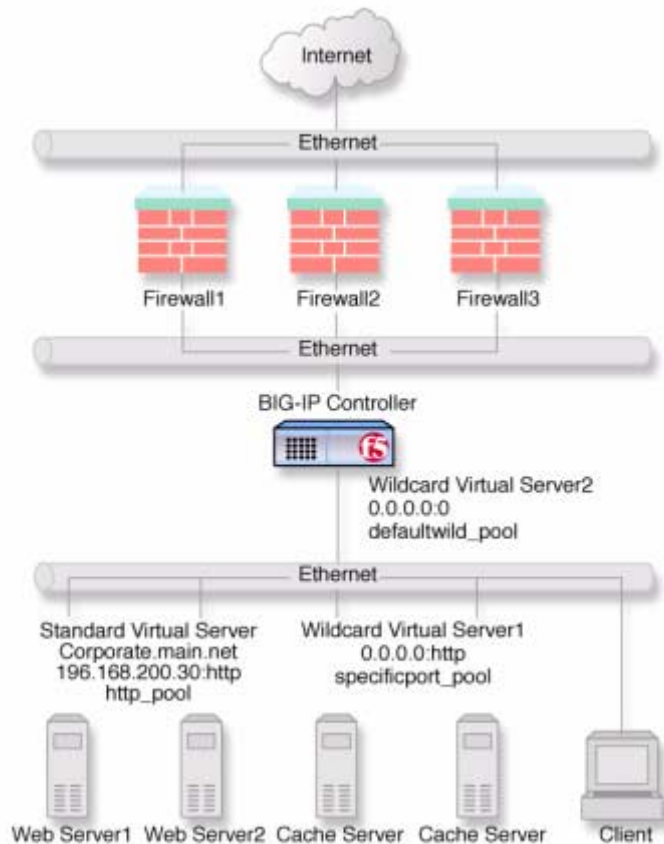 Internet
Ethernet
Firewall1 Firewall2 Firewall3
Ethernet
BIG-IP Controller
f5
Wildcard Virtual Server2
0.0.0.0:0
defaultwild_pool
Ethernet
Standard Virtual Server
Corporate.main.net
196.168.200.30:http
http_pool
Wildcard Virtual Server1
0.0.0.0:http
specificport_pool
Web Server1 Web Server2 Cache Server Cache Server Client